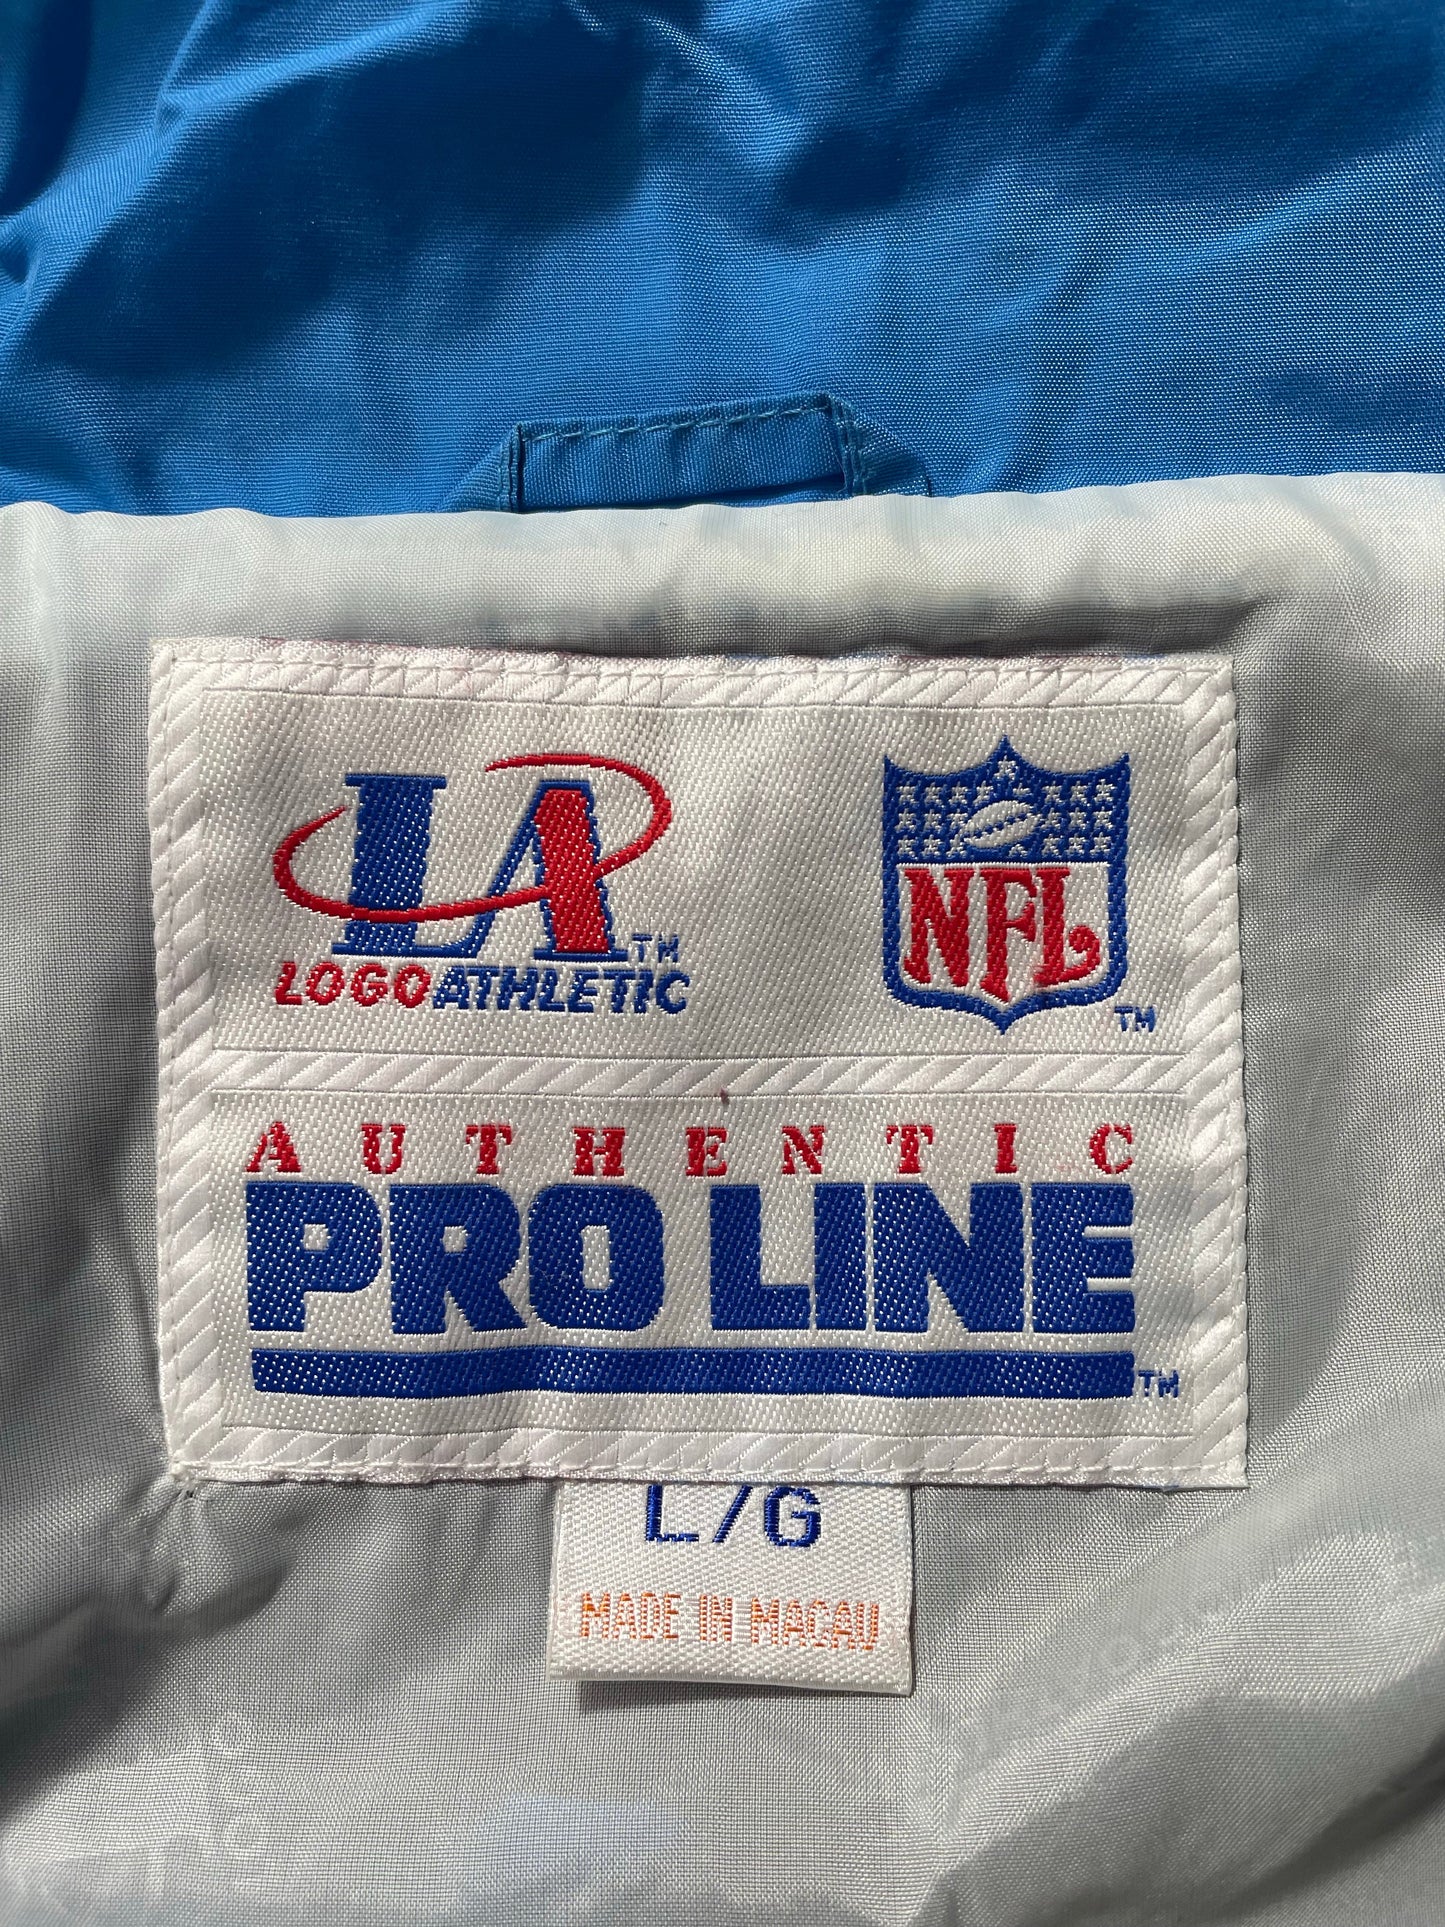 LA TM
LOGO ATHLETIC
NFL TM
AUTHENTIC
PRO LINE TM
L/G
MADE IN MACAU